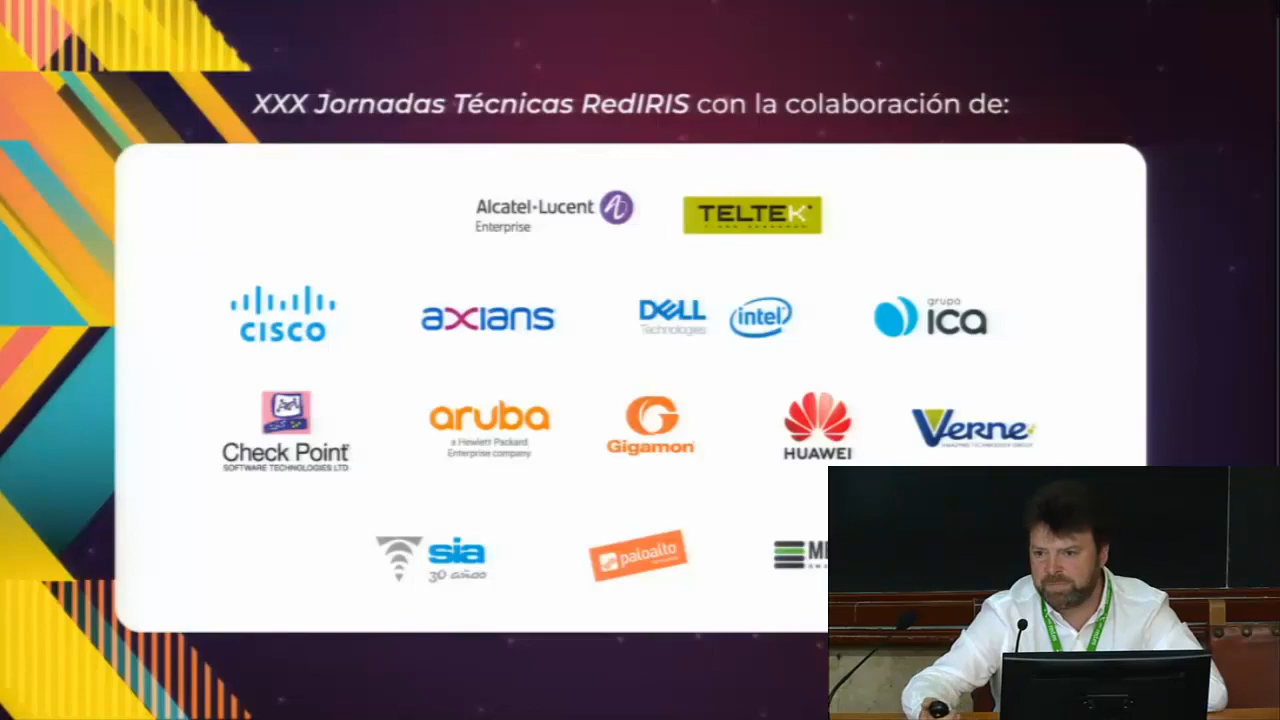 XXX Jornadas Técnicas RedIRIS con la colaboración de:
Alcatel·Lucent
Enterprise
TELTEK
CISCO
axians
DELL
Technologies
intel
grupo
ica
Check Point
SOFTWARE TECHNOLOGIES LTD
aruba
a Hewlett Packard
Enterprise company
Gigamon
HUAWEI
Verne
sia
30 años
paloalto